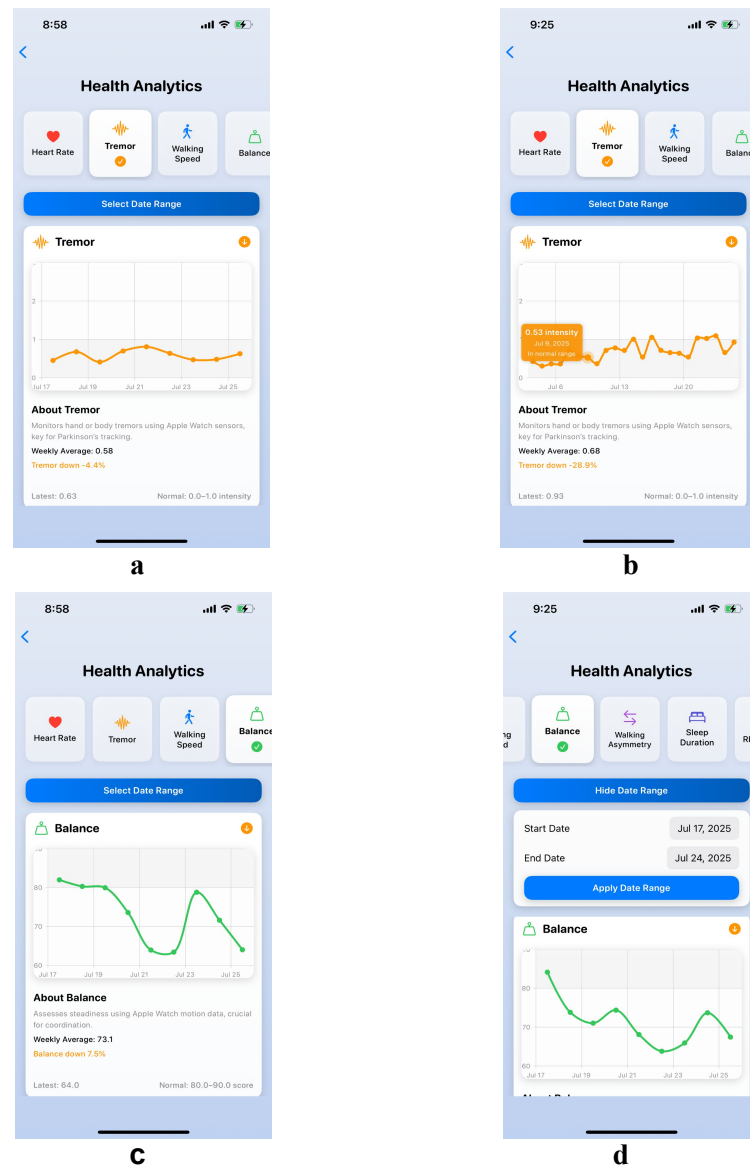 8:58
Health Analytics
Heart Rate
Tremor
Walking
Speed
Balance
Select Date Range
Tremor
2
1
0
Jul 17 Jul 19 Jul 21 Jul 23 Jul 25
About Tremor
Monitors hand or body tremors using Apple Watch sensors,
key for Parkinson's tracking.
Weekly Average: 0.58
Tremor down -4.4%
Latest: 0.63 Normal: 0.0–1.0 intensity
a
9:25
Health Analytics
Heart Rate
Tremor
Walking
Speed
Balanc
Select Date Range
Tremor
2
0.53 intensity
Jul 9, 2025
In normal range
0
Jul 6 Jul 13 Jul 20
About Tremor
Monitors hand or body tremors using Apple Watch sensors,
key for Parkinson's tracking.
Weekly Average: 0.68
Tremor down -28.9%
Latest: 0.93 Normal: 0.0–1.0 intensity
b
8:58
Health Analytics
Heart Rate
Tremor
Walking
Speed
Balance
Select Date Range
Balance
80
70
60
Jul 17 Jul 19 Jul 21 Jul 23 Jul 25
About Balance
Assesses steadiness using Apple Watch motion data, crucial
for coordination.
Weekly Average: 73.1
Balance down 7.5%
Latest: 64.0 Normal: 80.0–90.0 score
c
9:25
Health Analytics
ng
d
Balance
Walking
Asymmetry
Sleep
Duration
Hide Date Range
Start Date Jul 17, 2025
End Date Jul 24, 2025
Apply Date Range
Balance
80
70
60
Jul 17 Jul 19 Jul 21 Jul 23 Jul 25
d